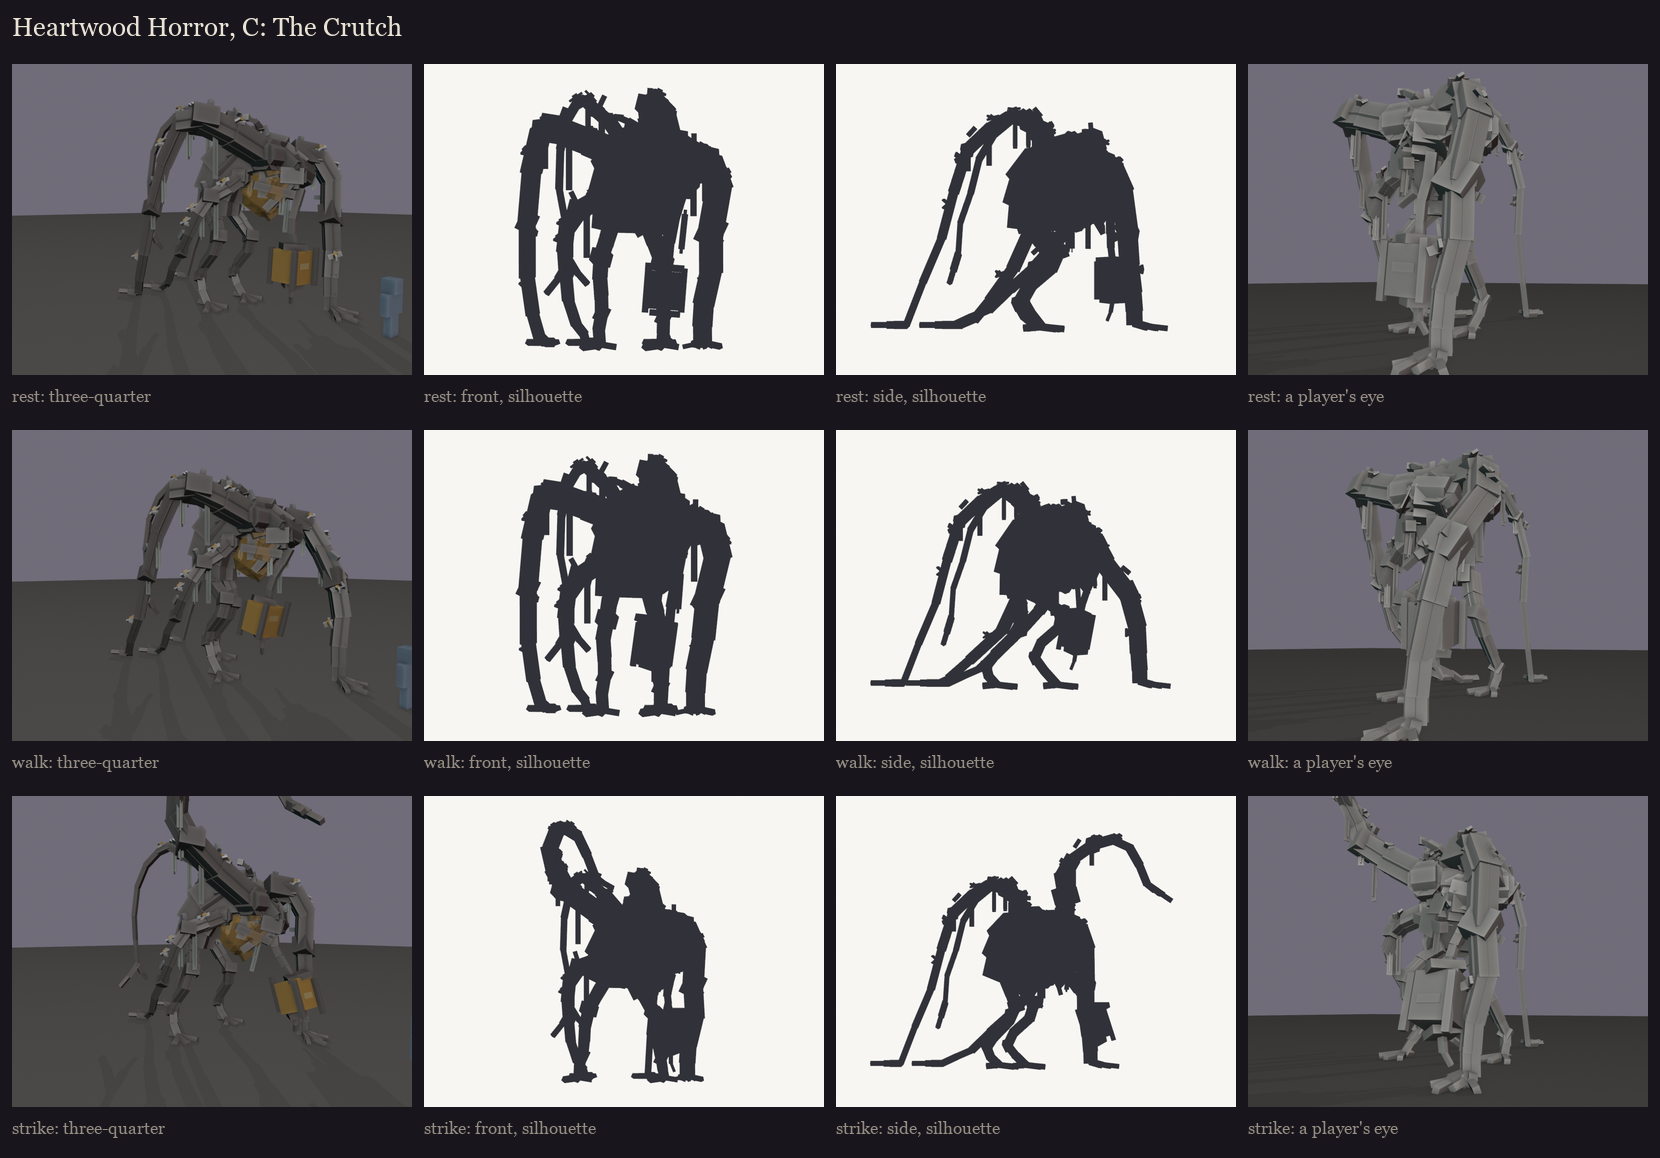 Heartwood Horror, C: The Crutch
rest: three-quarter
rest: front, silhouette
rest: side, silhouette
rest: a player's eye
walk: three-quarter
walk: front, silhouette
walk: side, silhouette
walk: a player's eye
strike: three-quarter
strike: front, silhouette
strike: side, silhouette
strike: a player's eye